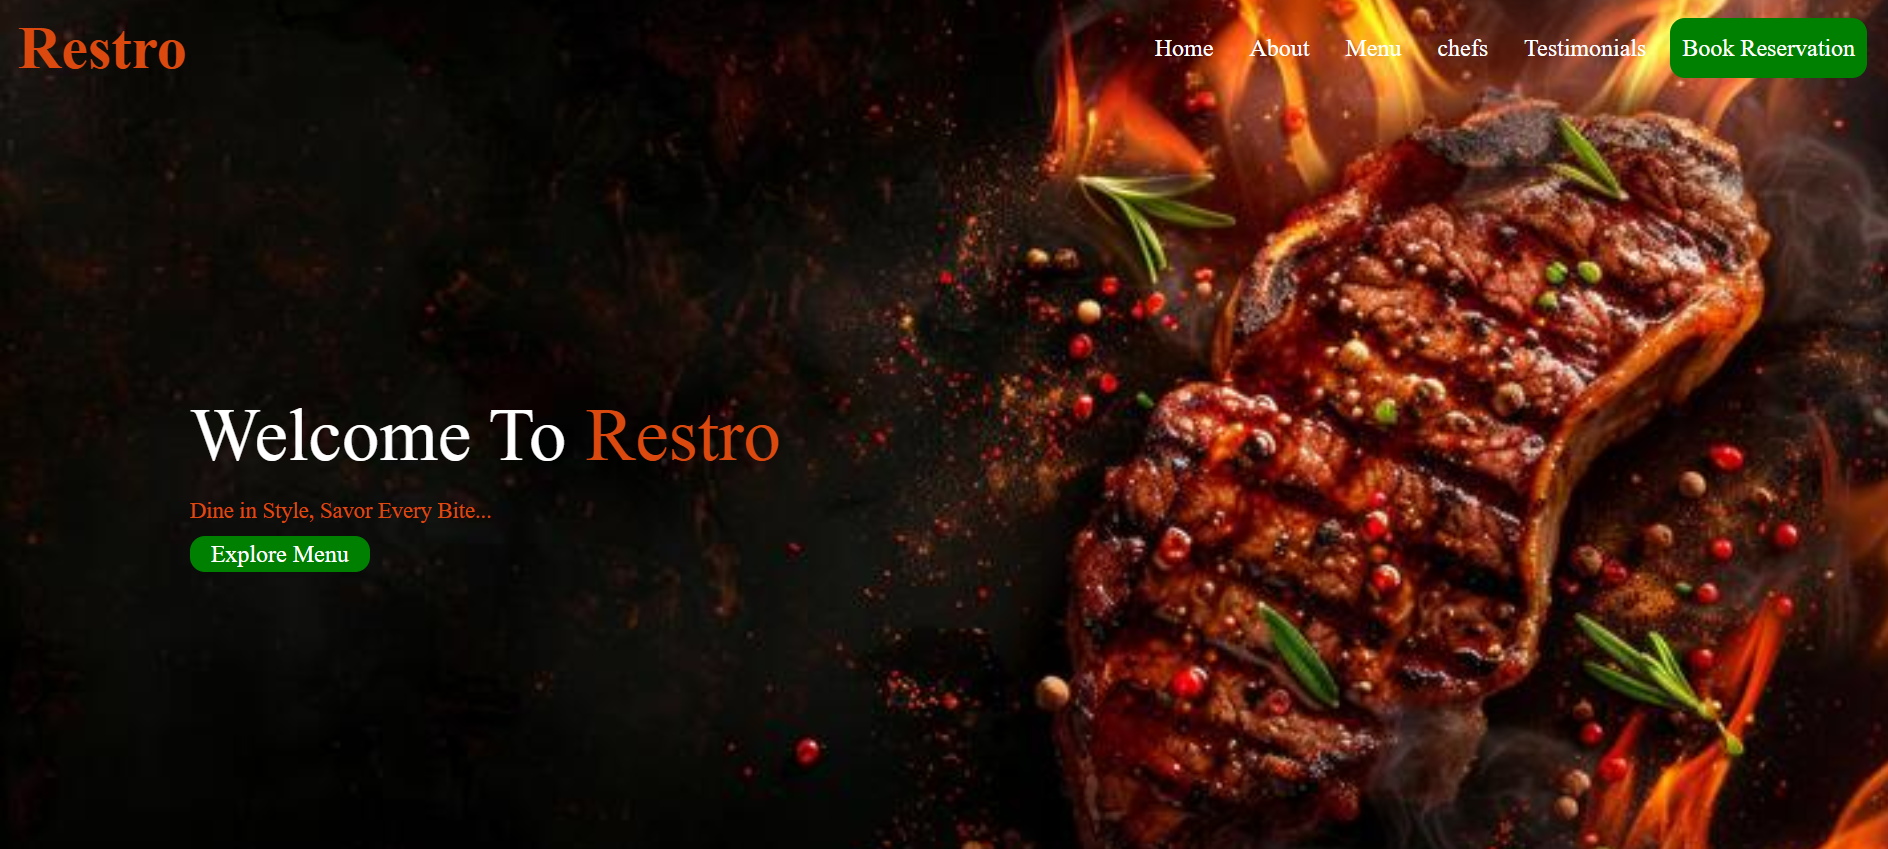 Restro
Home About Menu chefs Testimonials Book Reservation
Welcome To Restro
Dine in Style, Savor Every Bite...
Explore Menu